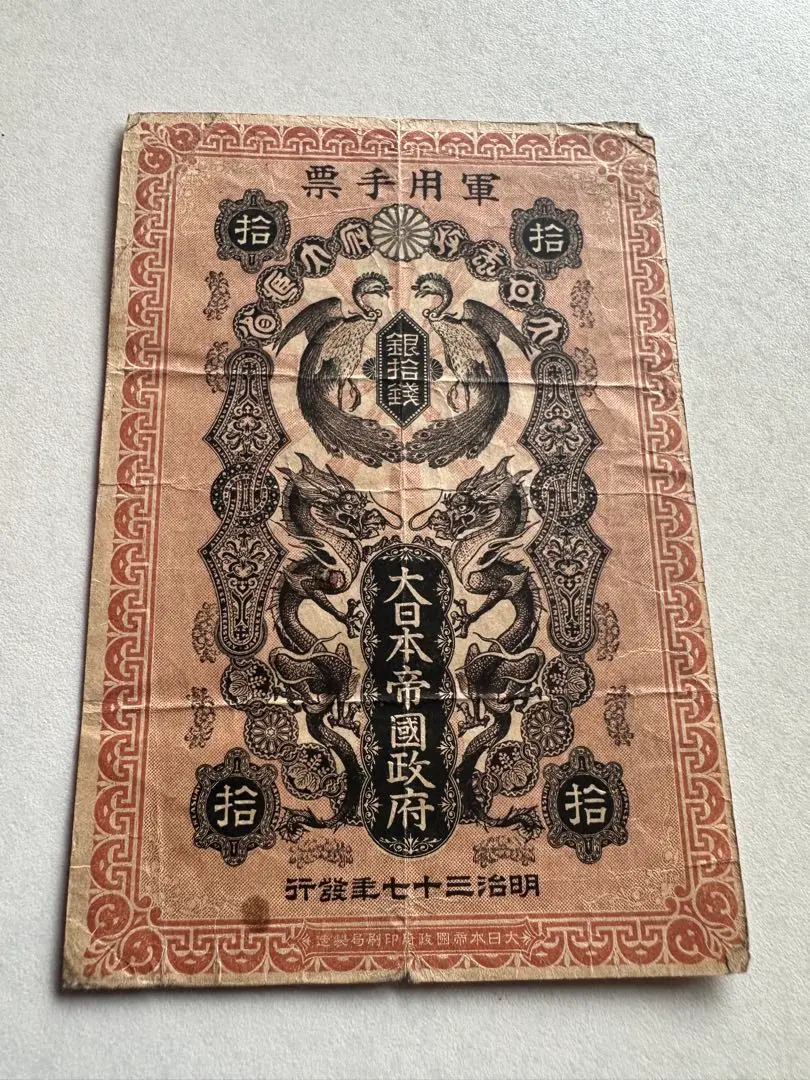 軍用手票
拾
拾
銀拾錢
大日本帝國政府
拾
拾
明治三十七年發行
大日本帝國政府印刷局製造